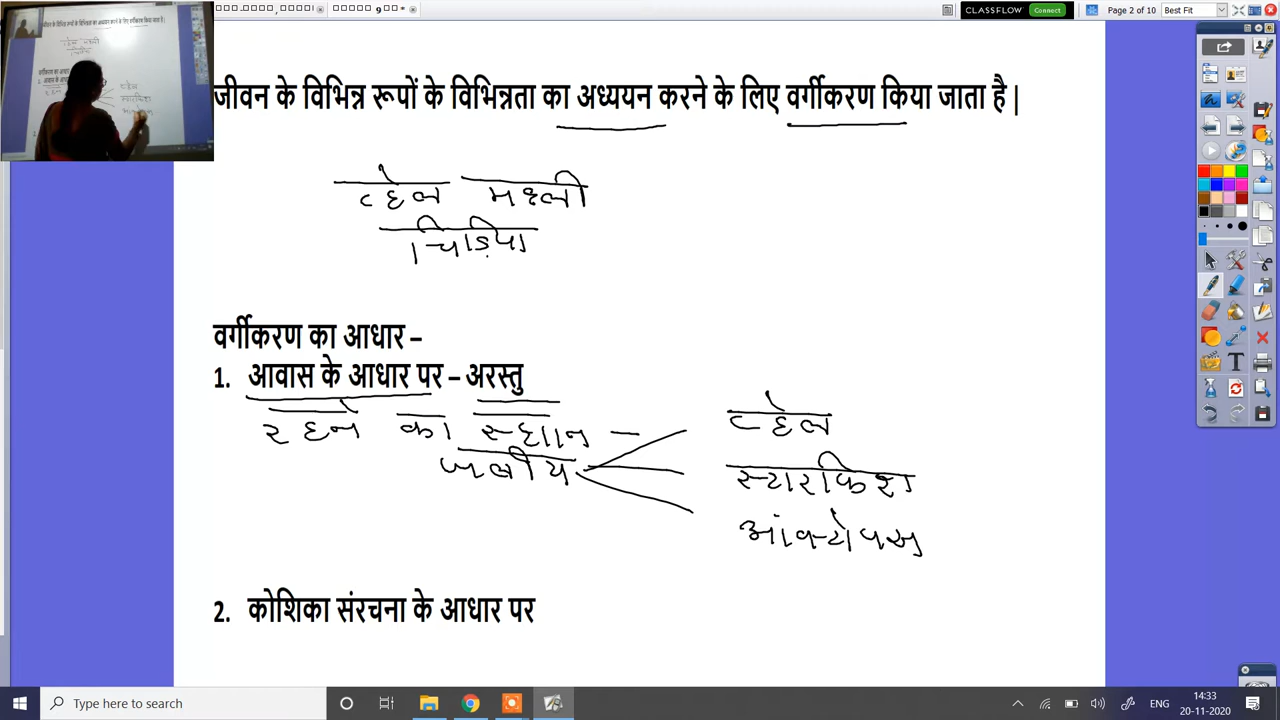 9
CLASSFLOW Connect Page 2 of 10 Best Fit
जीवन के विभिन्न रूपों के विभिन्नता का अध्ययन करने के लिए वर्गीकरण किया जाता है |
व्हेल मछली
चिड़िया
वर्गीकरण का आधार –
1. आवास के आधार पर – अरस्तु
रहने का स्थान –
जलीय
व्हेल
स्टारफिश
ऑक्टोपस
2. कोशिका संरचना के आधार पर
Type here to search
ENG
14:33
20-11-2020